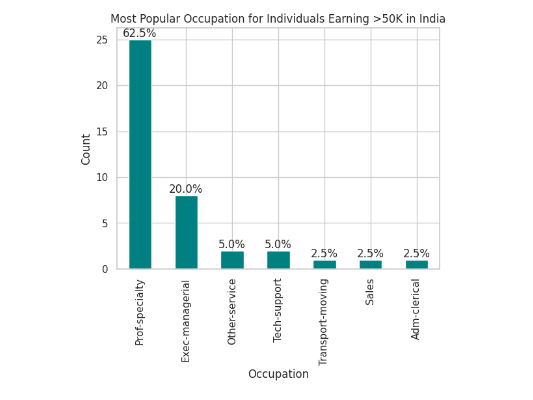 Most Popular Occupation for Individuals Earning >50K in India
62.5%
20.0%
5.0%
5.0%
2.5%
2.5%
2.5%
25
20
15
10
5
0
Count
Prof-specialty
Exec-managerial
Other-service
Tech-support
Transport-moving
Sales
Adm-clerical
Occupation